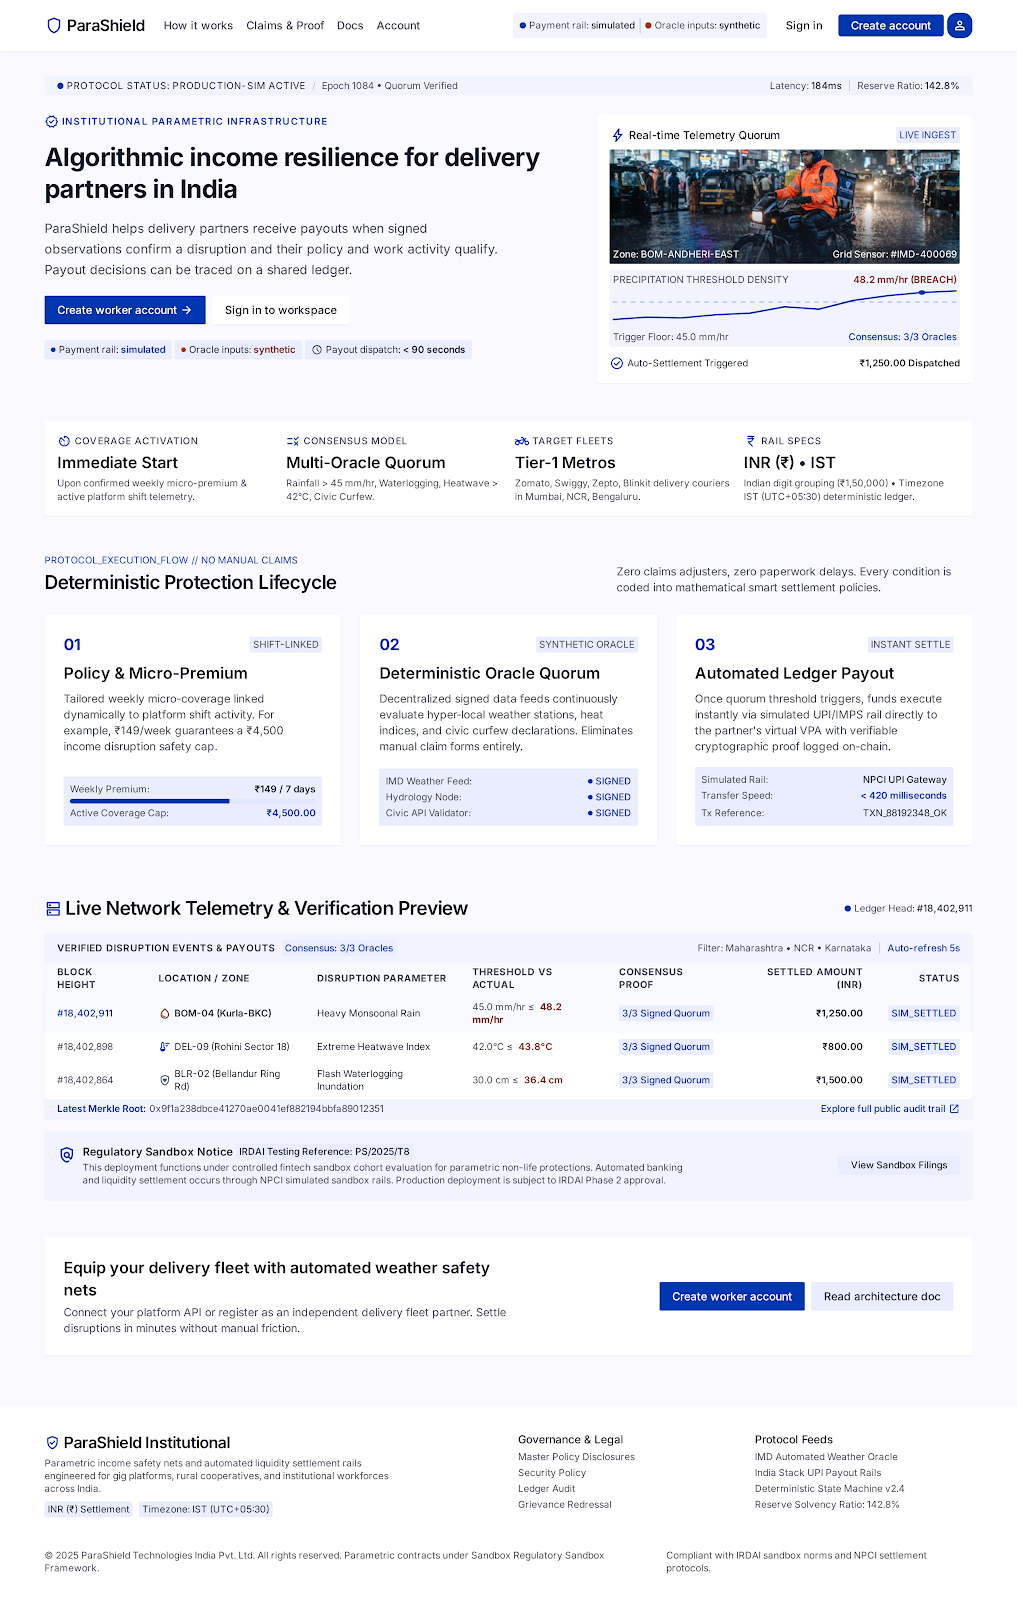 ParaShield How it works Claims & Proof Docs Account Payment rail: simulated Oracle inputs: synthetic Sign in Create account
PROTOCOL STATUS: PRODUCTION-SIM ACTIVE / Epoch 1084 • Quorum Verified Latency: 184ms Reserve Ratio: 142.8%
INSTITUTIONAL PARAMETRIC INFRASTRUCTURE
Algorithmic income resilience for delivery
partners in India
ParaShield helps delivery partners receive payouts when signed
observations confirm a disruption and their policy and work activity qualify.
Payout decisions can be traced on a shared ledger.
Create worker account → Sign in to workspace
Payment rail: simulated Oracle inputs: synthetic Payout dispatch: < 90 seconds
Real-time Telemetry Quorum LIVE INGEST
STATIONARY
Zone: BOM-ANDHERI-EAST Grid Sensor: #IMD-400069
PRECIPITATION THRESHOLD DENSITY 48.2 mm/hr (BREACH)
Trigger Floor: 45.0 mm/hr Consensus: 3/3 Oracles
Auto-Settlement Triggered ₹1,250.00 Dispatched
COVERAGE ACTIVATION
Immediate Start
Upon confirmed weekly micro-premium &
active platform shift telemetry.
CONSENSUS MODEL
Multi-Oracle Quorum
Rainfall > 45 mm/hr, Waterlogging, Heatwave >
42°C, Civic Curfew.
TARGET FLEETS
Tier-1 Metros
Zomato, Swiggy, Zepto, Blinkit delivery couriers
in Mumbai, NCR, Bengaluru.
RAIL SPECS
INR (₹) • IST
Indian digit grouping (₹1,50,000) • Timezone
IST (UTC+05:30) deterministic ledger.
PROTOCOL_EXECUTION_FLOW // NO MANUAL CLAIMS
Deterministic Protection Lifecycle
Zero claims adjusters, zero paperwork delays. Every condition is
coded into mathematical smart settlement policies.
01 SHIFT-LINKED
Policy & Micro-Premium
Tailored weekly micro-coverage linked
dynamically to platform shift activity. For
example, ₹149/week guarantees a ₹4,500
income disruption safety cap.
Weekly Premium: ₹149 / 7 days
Active Coverage Cap: ₹4,500.00
02 SYNTHETIC ORACLE
Deterministic Oracle Quorum
Decentralized signed data feeds continuously
evaluate hyper-local weather stations, heat
indices, and civic curfew declarations. Eliminates
manual claim forms entirely.
IMD Weather Feed: • SIGNED
Hydrology Node: • SIGNED
Civic API Validator: • SIGNED
03 INSTANT SETTLE
Automated Ledger Payout
Once quorum threshold triggers, funds execute
instantly via simulated UPI/IMPS rail directly to
the partner's virtual VPA with verifiable
cryptographic proof logged on-chain.
Simulated Rail: NPCI UPI Gateway
Transfer Speed: < 420 milliseconds
Tx Reference: TXN_88192348_OK
Live Network Telemetry & Verification Preview Ledger Head: #18,402,911
VERIFIED DISRUPTION EVENTS & PAYOUTS Consensus: 3/3 Oracles Filter: Maharashtra • NCR • Karnataka Auto-refresh 5s
BLOCK HEIGHT LOCATION / ZONE DISRUPTION PARAMETER THRESHOLD VS ACTUAL CONSENSUS PROOF SETTLED AMOUNT (INR) STATUS
#18,402,911 BOM-04 (Kurla-BKC) Heavy Monsoonal Rain 45.0 mm/hr ≤ 48.2 mm/hr 3/3 Signed Quorum ₹1,250.00 SIM_SETTLED
#18,402,898 DEL-09 (Rohini Sector 18) Extreme Heatwave Index 42.0°C ≤ 43.8°C 3/3 Signed Quorum ₹800.00 SIM_SETTLED
#18,402,864 BLR-02 (Bellandur Ring Rd) Flash Waterlogging Inundation 30.0 cm ≤ 36.4 cm 3/3 Signed Quorum ₹1,500.00 SIM_SETTLED
Latest Merkle Root: 0x9f1a238dbce41270ae0041ef882194bbfa89012351 Explore full public audit trail
Regulatory Sandbox Notice IRDAI Testing Reference: PS/2025/T8
This deployment functions under controlled fintech sandbox cohort evaluation for parametric non-life protections. Automated banking
and liquidity settlement occurs through NPCI simulated sandbox rails. Production deployment is subject to IRDAI Phase 2 approval.
View Sandbox Filings
Equip your delivery fleet with automated weather safety
nets
Connect your platform API or register as an independent delivery fleet partner. Settle
disruptions in minutes without manual friction.
Create worker account Read architecture doc
ParaShield Institutional
Parametric income safety nets and automated liquidity settlement rails
engineered for gig platforms, rural cooperatives, and institutional workforces
across India.
INR (₹) Settlement Timezone: IST (UTC+05:30)
Governance & Legal
Master Policy Disclosures
Security Policy
Ledger Audit
Grievance Redressal
Protocol Feeds
IMD Automated Weather Oracle
India Stack UPI Payout Rails
Deterministic State Machine v2.4
Reserve Solvency Ratio: 142.8%
© 2025 ParaShield Technologies India Pvt. Ltd. All rights reserved. Parametric contracts under Sandbox Regulatory Sandbox
Framework.
Compliant with IRDAI sandbox norms and NPCI settlement
protocols.